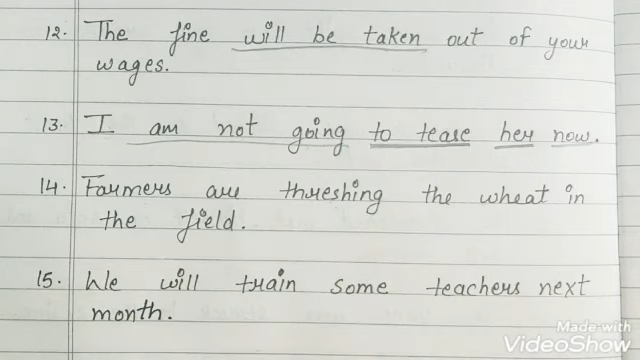 12. The fine will be taken out of your
wages.
13. I am not going to tease her now.
14. Farmers are threshing the wheat in
the field.
15. We will train some teachers next
month.
Made with
VideoShow